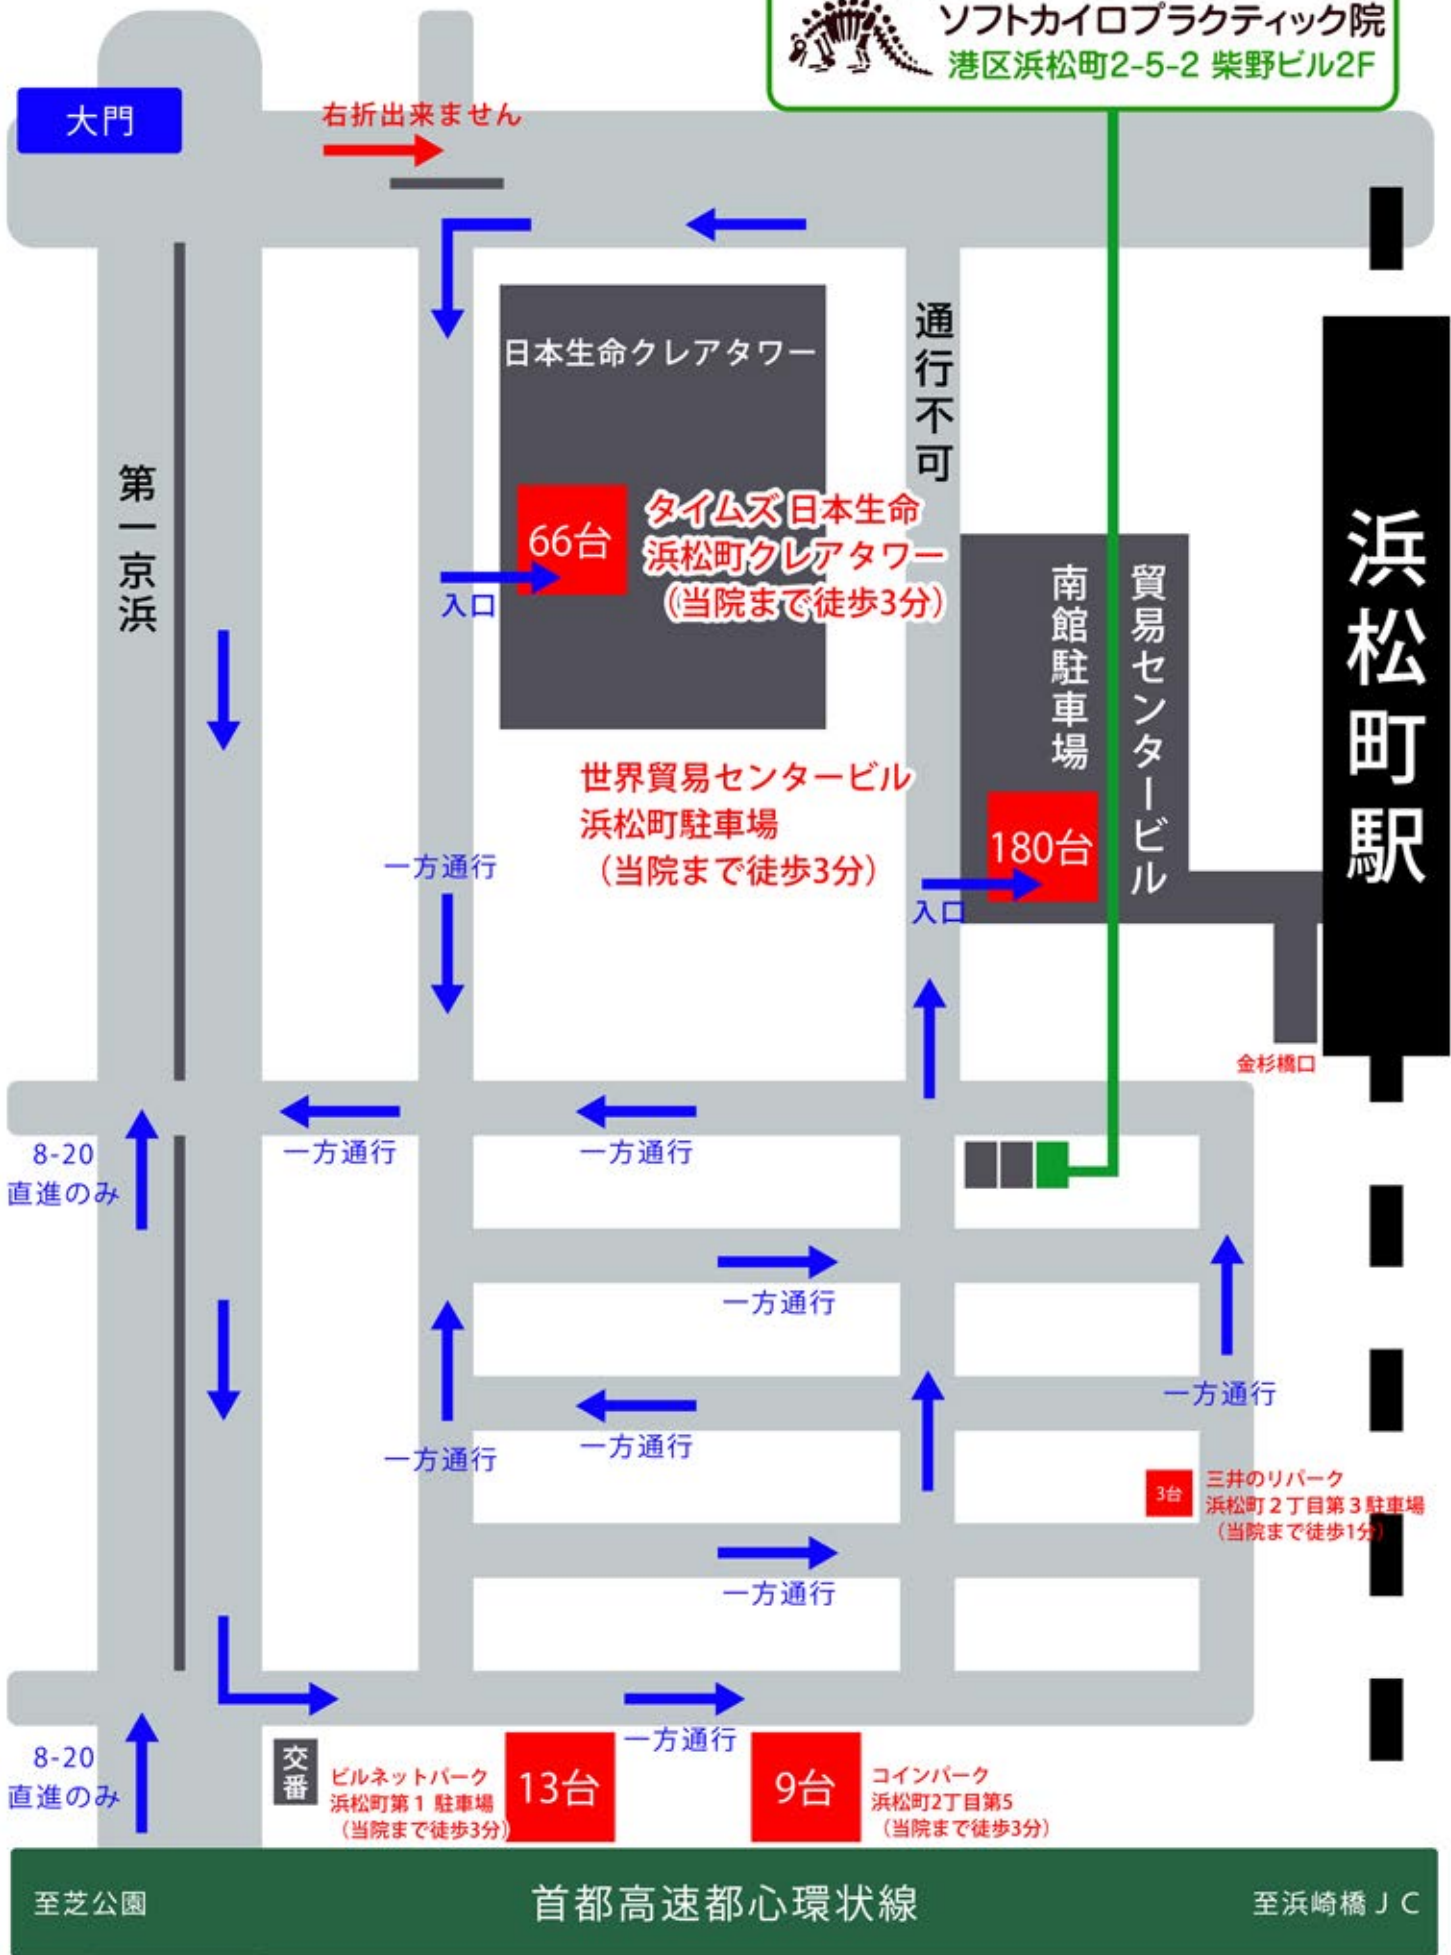 ソフトカイロプラクティック院
港区浜松町2-5-2 柴野ビル2F
大門
右折出来ません
日本生命クレアタワー
通行不可
第一京浜
66台
タイムズ 日本生命
浜松町クレアタワー
（当院まで徒歩3分）
入口
南館駐車場
貿易センタービル
浜松町駅
世界貿易センタービル
浜松町駐車場
（当院まで徒歩3分）
180台
入口
一方通行
金杉橋口
8-20
直進のみ
一方通行
一方通行
一方通行
一方通行
一方通行
一方通行
3台
三井のリパーク
浜松町２丁目第３駐車場
（当院まで徒歩1分）
一方通行
一方通行
8-20
直進のみ
交番
ビルネットパーク
浜松町第１ 駐車場
（当院まで徒歩3分）
13台
9台
コインパーク
浜松町2丁目第5
（当院まで徒歩3分）
至芝公園
首都高速都心環状線
至浜崎橋ＪＣ